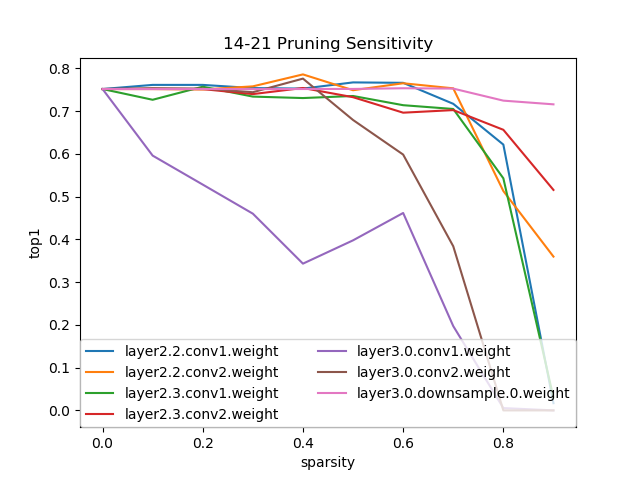 14-21 Pruning Sensitivity
0.8
0.7
0.6
0.5
0.4
0.3
0.2
0.1
0.0
top1
layer2.2.conv1.weight
layer2.2.conv2.weight
layer2.3.conv1.weight
layer2.3.conv2.weight
layer3.0.conv1.weight
layer3.0.conv2.weight
layer3.0.downsample.0.weight
0.0 0.2 0.4 0.6 0.8
sparsity